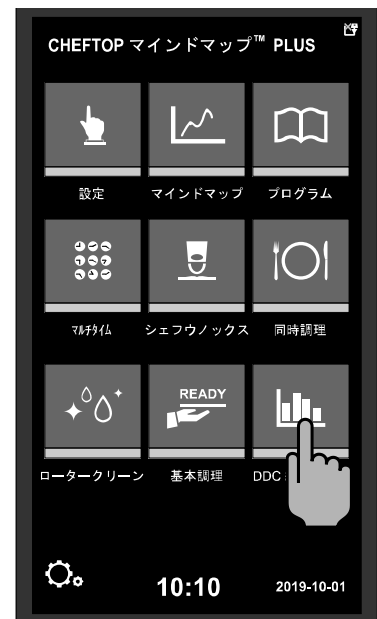 CHEFTOP マインドマップ™ PLUS
設定
マインドマップ
プログラム
ﾏﾙﾁﾀｲﾑ
シェフウノックス
同時調理
ロータークリーン
READY
基本調理
DDC
10:10
2019-10-01